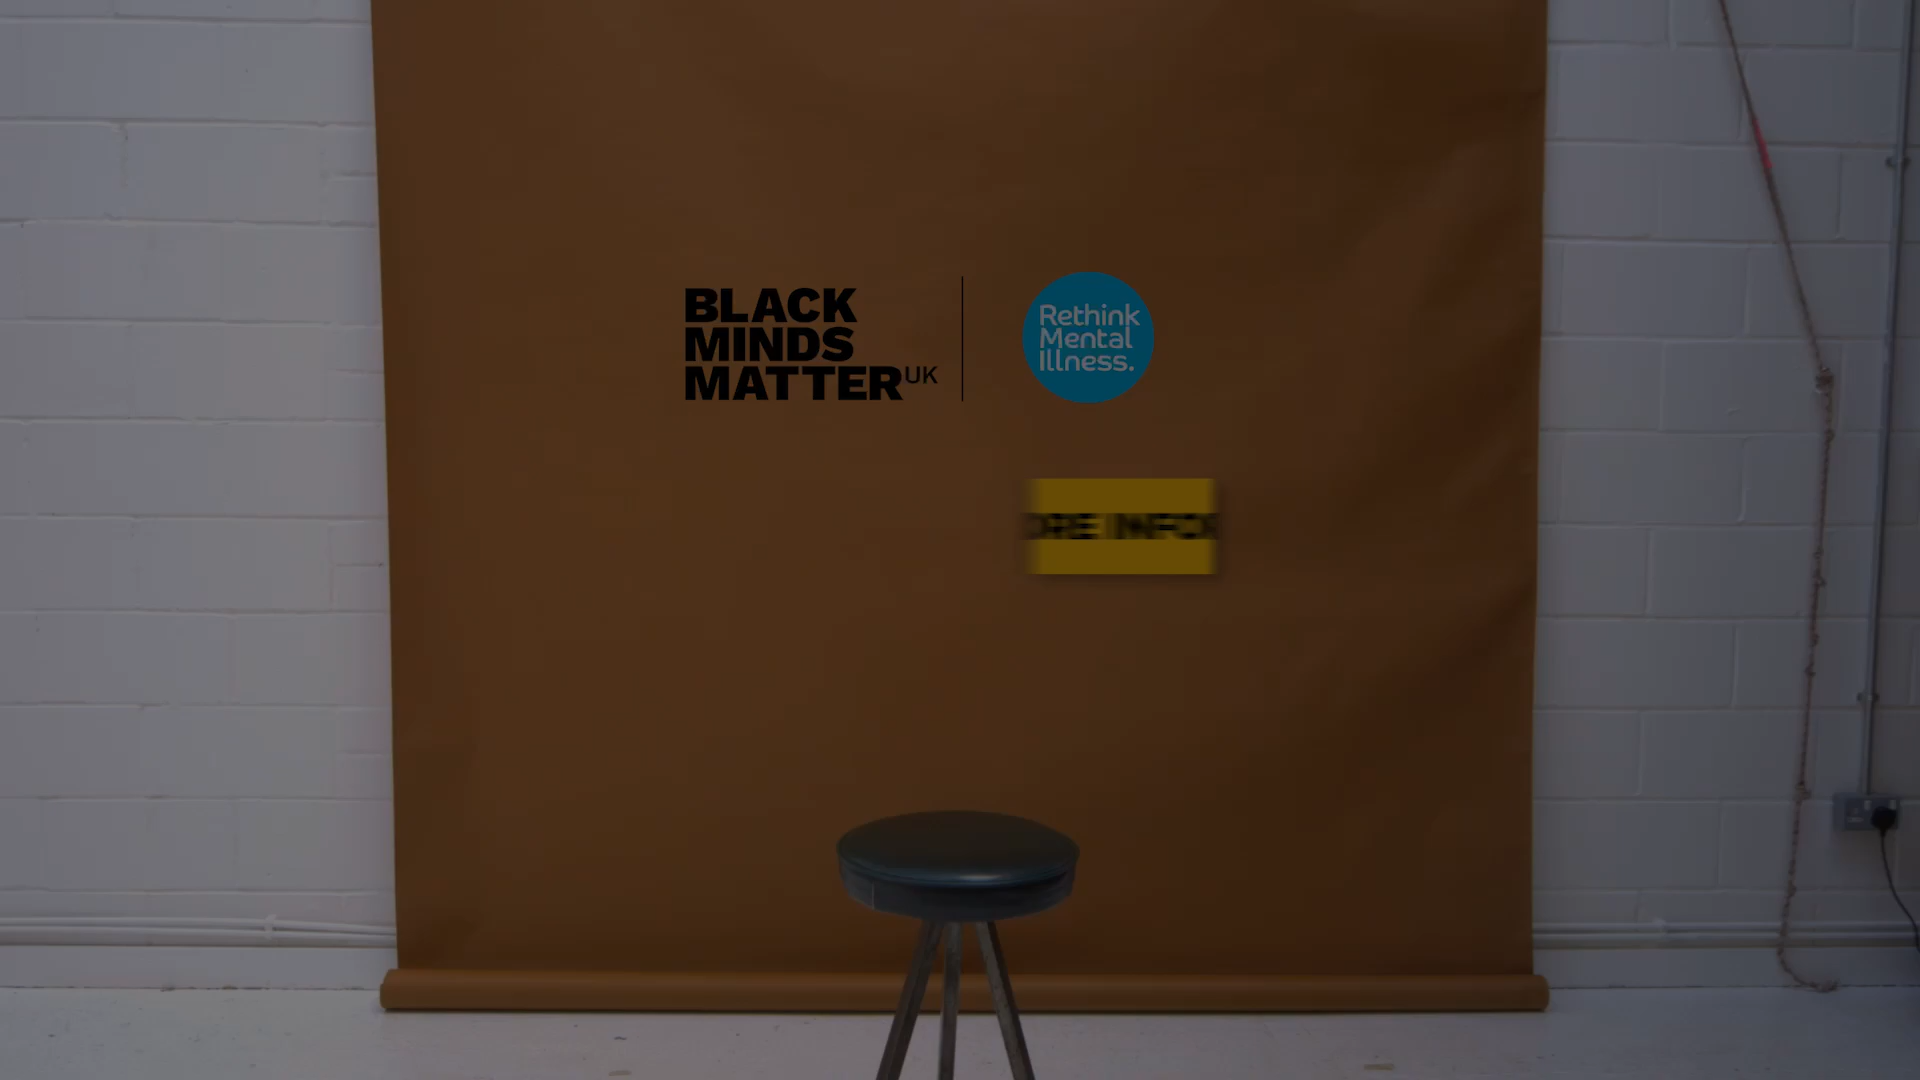 BLACK
MINDS
MATTER UK
Rethink
Mental
Illness.